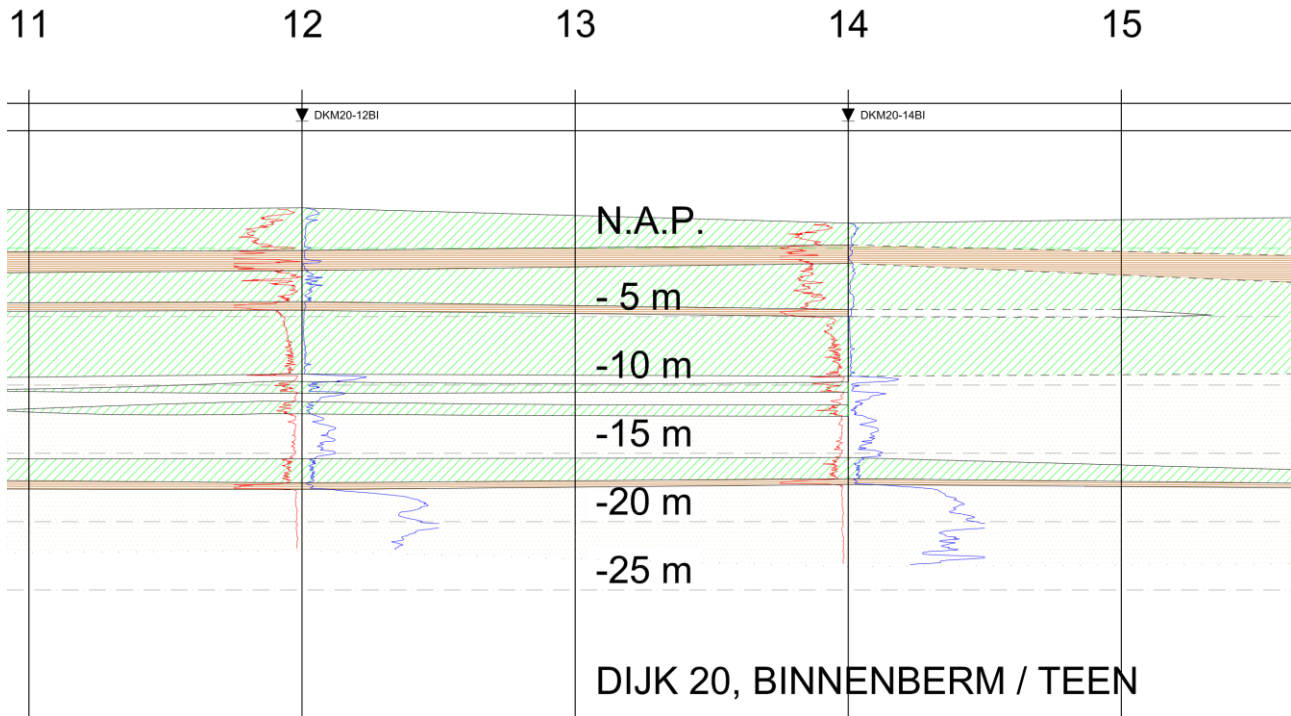 11 12 13 14 15
DKM20-12BI DKM20-14BI
N.A.P.
- 5 m
-10 m
-15 m
-20 m
-25 m
DIJK 20, BINNENBERM / TEEN